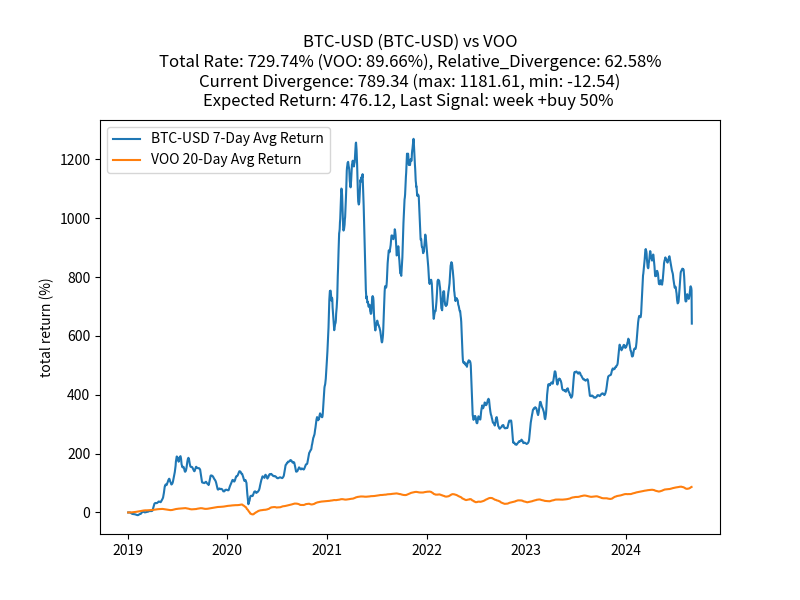 BTC-USD (BTC-USD) vs VOO
Total Rate: 729.74% (VOO: 89.66%), Relative_Divergence: 62.58%
Current Divergence: 789.34 (max: 1181.61, min: -12.54)
Expected Return: 476.12, Last Signal: week +buy 50%
BTC-USD 7-Day Avg Return
VOO 20-Day Avg Return
total return (%)
1200
1000
800
600
400
200
0
2019 2020 2021 2022 2023 2024